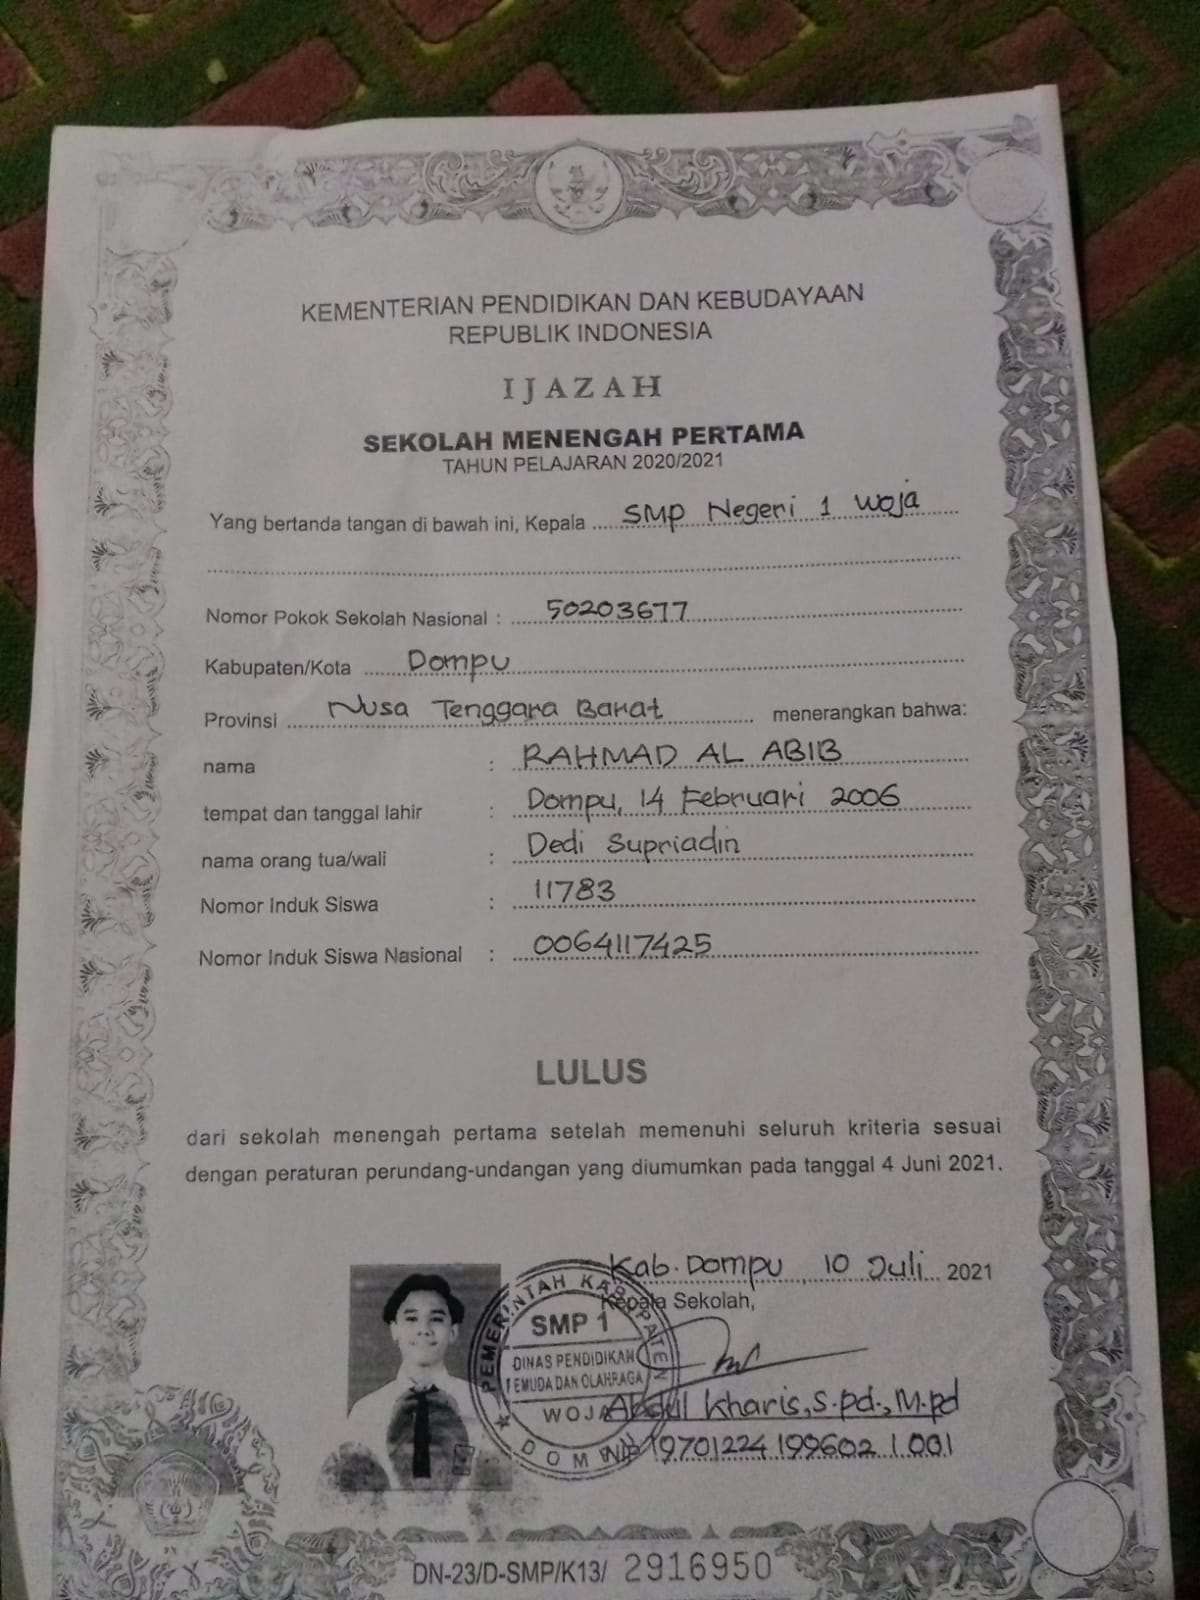 KEMENTERIAN PENDIDIKAN DAN KEBUDAYAAN
REPUBLIK INDONESIA
IJAZAH
SEKOLAH MENENGAH PERTAMA
TAHUN PELAJARAN 2020/2021
Yang bertanda tangan di bawah ini, Kepala SMP Negeri 1 Woja
Nomor Pokok Sekolah Nasional : 50203677
Kabupaten/Kota Dompu
Provinsi Nusa Tenggara Barat menerangkan bahwa:
nama : RAHMAD AL ABIB
tempat dan tanggal lahir : Dompu, 14 Februari 2006
nama orang tua/wali : Dedi Supriadin
Nomor Induk Siswa : 11783
Nomor Induk Siswa Nasional : 0064117425
LULUS
dari sekolah menengah pertama setelah memenuhi seluruh kriteria sesuai
dengan peraturan perundang-undangan yang diumumkan pada tanggal 4 Juni 2021.
Kab. Dompu, 10 Juli 2021
Kepala Sekolah,
PEMERINTAH KABUPATEN
SMP 1
DINAS PENDIDIKAN
PEMUDA DAN OLAHRAGA
WOJA
Abdul Kharis, S.Pd., M.Pd
NIP 19701224 199602 1.001
DN-23/D-SMP/K13/ 2916950